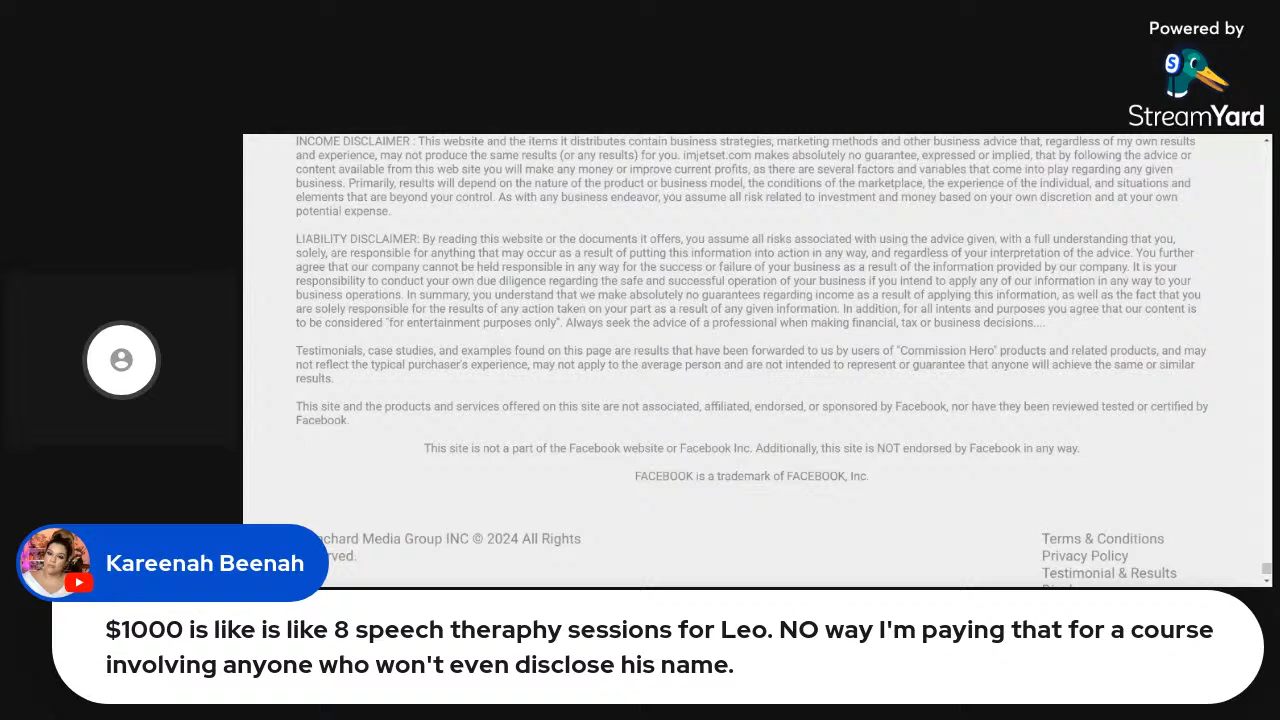 Powered by
StreamYard
INCOME DISCLAIMER : This website and the items it distributes contain business strategies, marketing methods and other business advice that, regardless of my own results
and experience, may not produce the same results (or any results) for you. imjetset.com makes absolutely no guarantee, expressed or implied, that by following the advice or
content available from this web site you will make any money or improve current profits, as there are several factors and variables that come into play regarding any given
business. Primarily, results will depend on the nature of the product or business model, the conditions of the marketplace, the experience of the individual, and situations and
elements that are beyond your control. As with any business endeavor, you assume all risk related to investment and money based on your own discretion and at your own
potential expense.
LIABILITY DISCLAIMER: By reading this website or the documents it offers, you assume all risks associated with using the advice given, with a full understanding that you,
solely, are responsible for anything that may occur as a result of putting this information into action in any way, and regardless of your interpretation of the advice. You further
agree that our company cannot be held responsible in any way for the success or failure of your business as a result of the information provided by our company. It is your
responsibility to conduct your own due diligence regarding the safe and successful operation of your business if you intend to apply any of our information in any way to your
business operations. In summary, you understand that we make absolutely no guarantees regarding income as a result of applying this information, as well as the fact that you
are solely responsible for the results of any action taken on your part as a result of any given information. In addition, for all intents and purposes you agree that our content is
to be considered "for entertainment purposes only". Always seek the advice of a professional when making financial, tax or business decisions....
Testimonials, case studies, and examples found on this page are results that have been forwarded to us by users of "Commission Hero" products and related products, and may
not reflect the typical purchaser's experience, may not apply to the average person and are not intended to represent or guarantee that anyone will achieve the same or similar
results.
This site and the products and services offered on this site are not associated, affiliated, endorsed, or sponsored by Facebook, nor have they been reviewed tested or certified by
Facebook.
This site is not a part of the Facebook website or Facebook Inc. Additionally, this site is NOT endorsed by Facebook in any way.
FACEBOOK is a trademark of FACEBOOK, Inc.
Media Group INC © 2024 All Rights
Terms & Conditions
Privacy Policy
Testimonial & Results
Kareenah Beenah
$1000 is like is like 8 speech theraphy sessions for Leo. NO way I'm paying that for a course
involving anyone who won't even disclose his name.